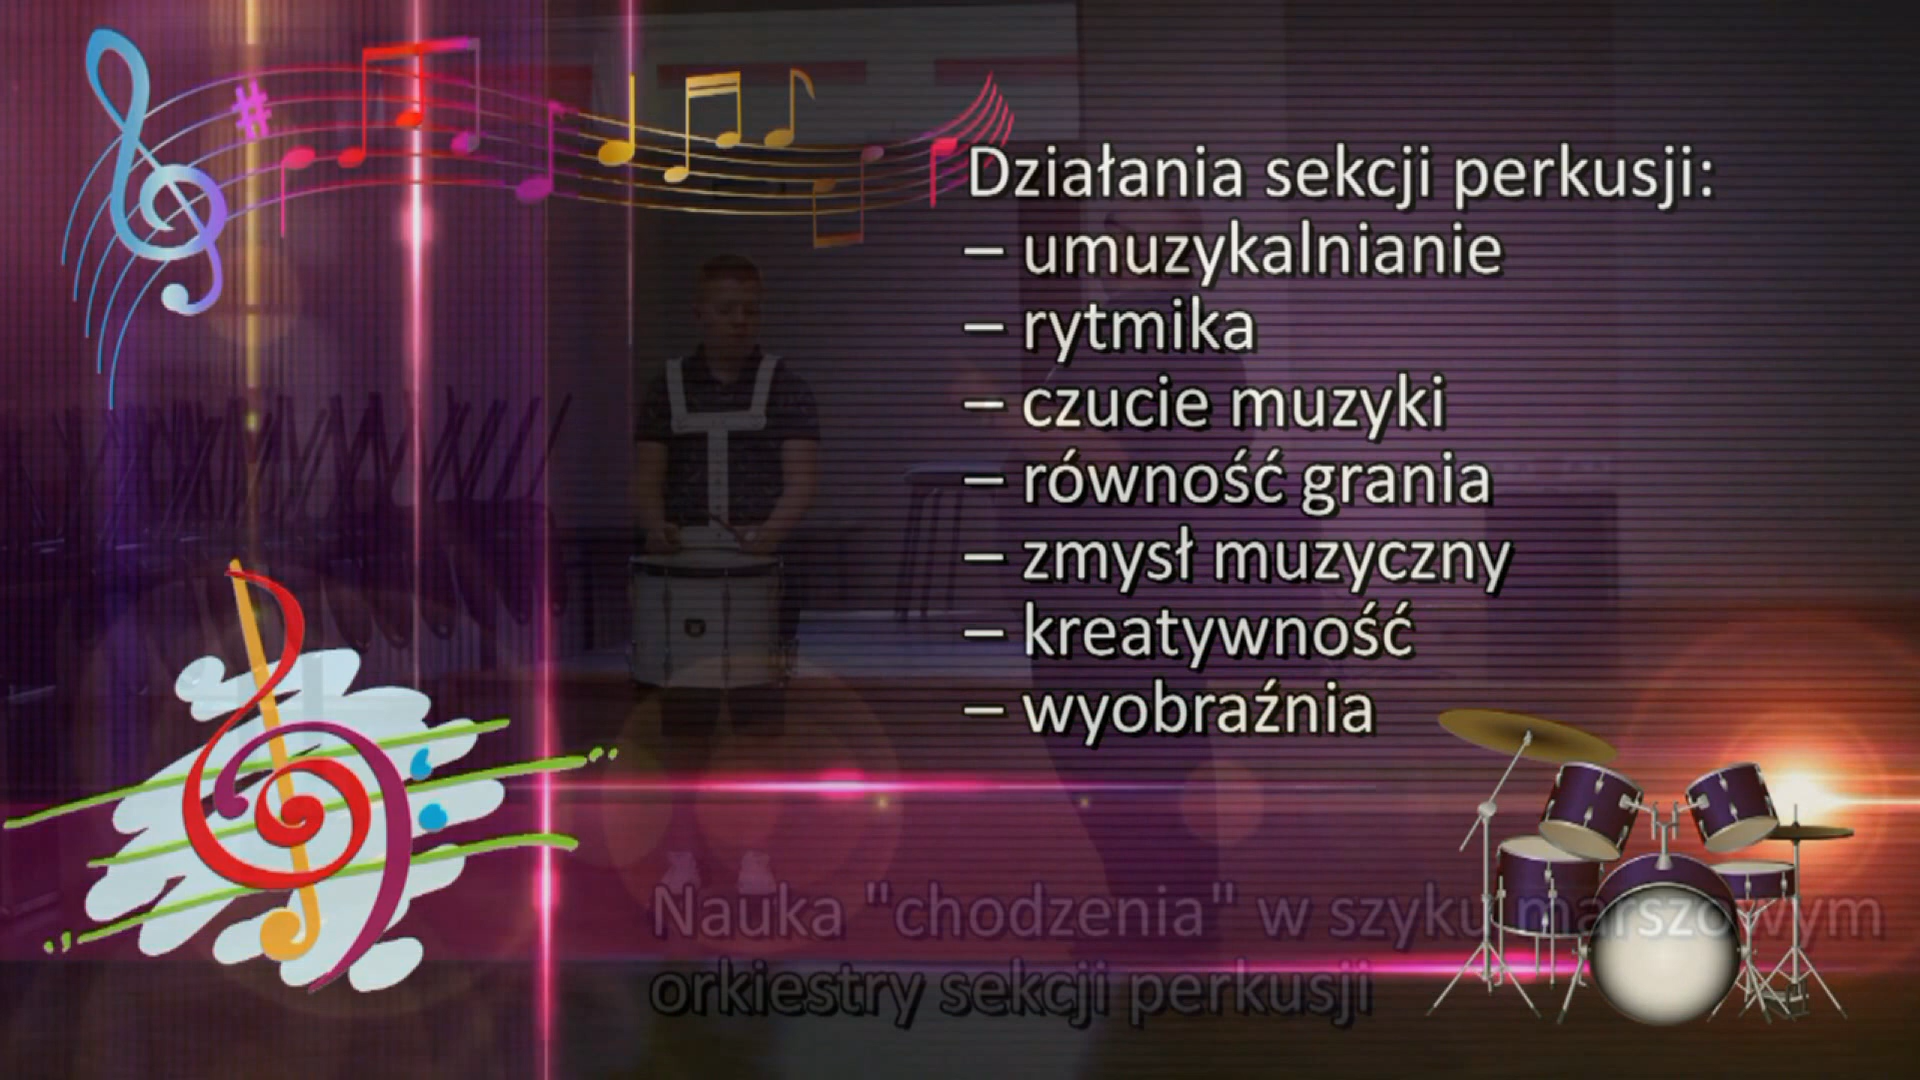 Działania sekcji perkusji:
– umuzykalnianie
– rytmika
– czucie muzyki
– równość grania
– zmysł muzyczny
– kreatywność
– wyobraźnia
Nauka "chodzenia" w szyku marszowym
orkiestry sekcji perkusji